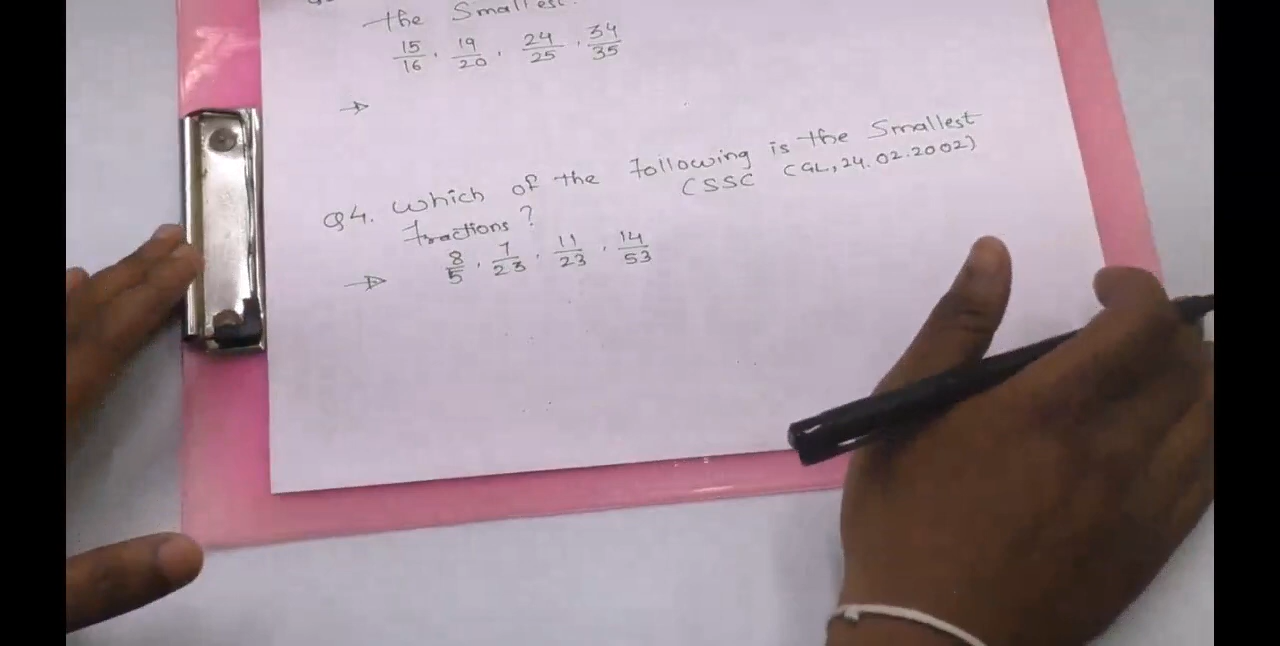 the Smallest.
15/16, 19/20, 24/25, 34/35
Q4. Which of the following is the Smallest
fractions? (SSC CGL, 24.02.2002)
8/5, 7/23, 11/23, 14/53